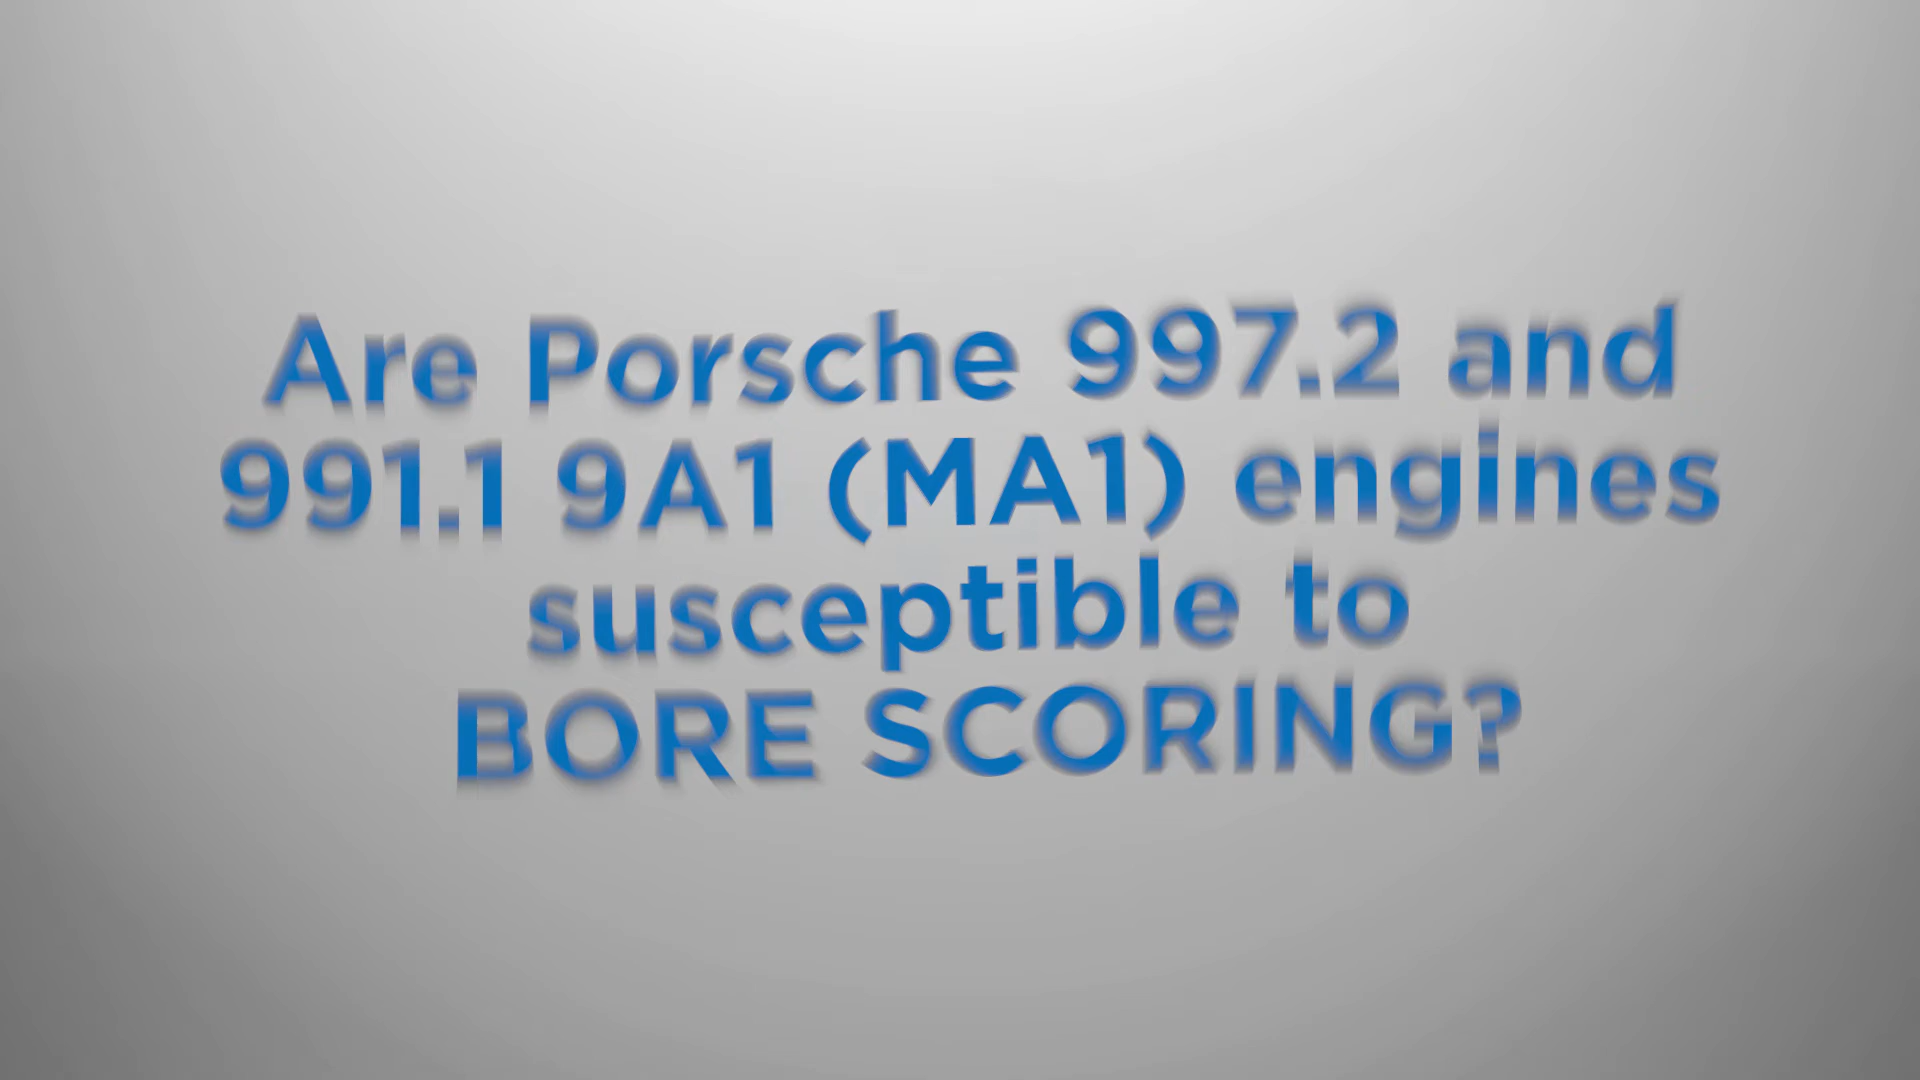 Are Porsche 997.2 and
991.1 9A1 (MA1) engines
susceptible to
BORE SCORING?